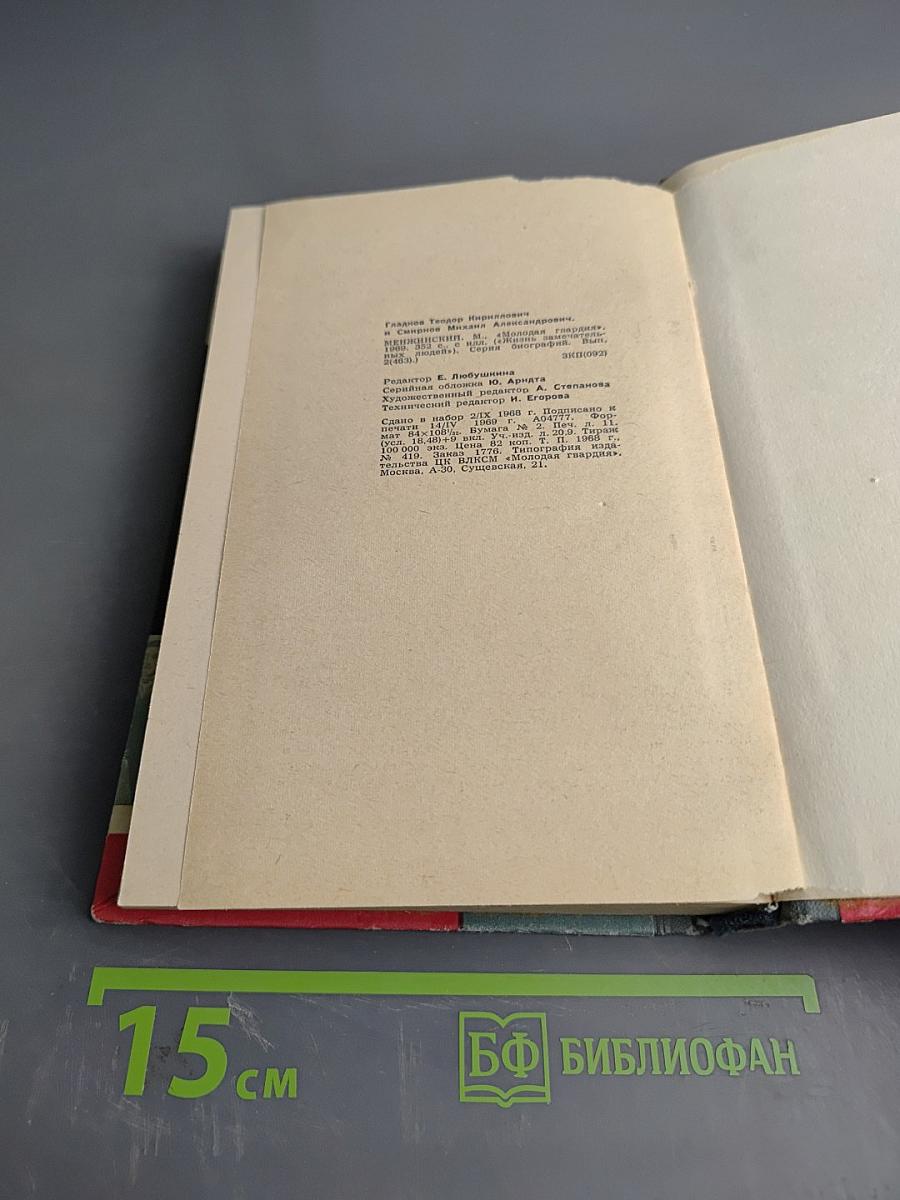 Гладков Теодор Кириллович
и Смирнов Михаил Александрович.
МЕНЖИНСКИЙ. М., «Молодая гвардия»,
1969. 352 с., с илл. («Жизнь замечатель-
ных людей»). Серия биографий. Вып.
2(463).)
ЗКП(092)
Редактор Е. Любушкина
Серийная обложка Ю. Арндта
Художественный редактор А. Степанова
Технический редактор И. Егорова
Сдано в набор 2/IX 1968 г. Подписано к
печати 14/IV 1969 г. А04777. Фор-
мат 84×108¹/₃₂. Бумага № 2. Печ. л. 11.
(усл. 18,48)+9 вкл. Уч.-изд. л. 20,9. Тираж
100 000 экз. Цена 82 коп. Т. П. 1968 г.,
№ 419. Заказ 1776. Типография изда-
тельства ЦК ВЛКСМ «Молодая гвардия».
Москва, А-30, Сущевская, 21.
15 см
БФ БИБЛИОФАН